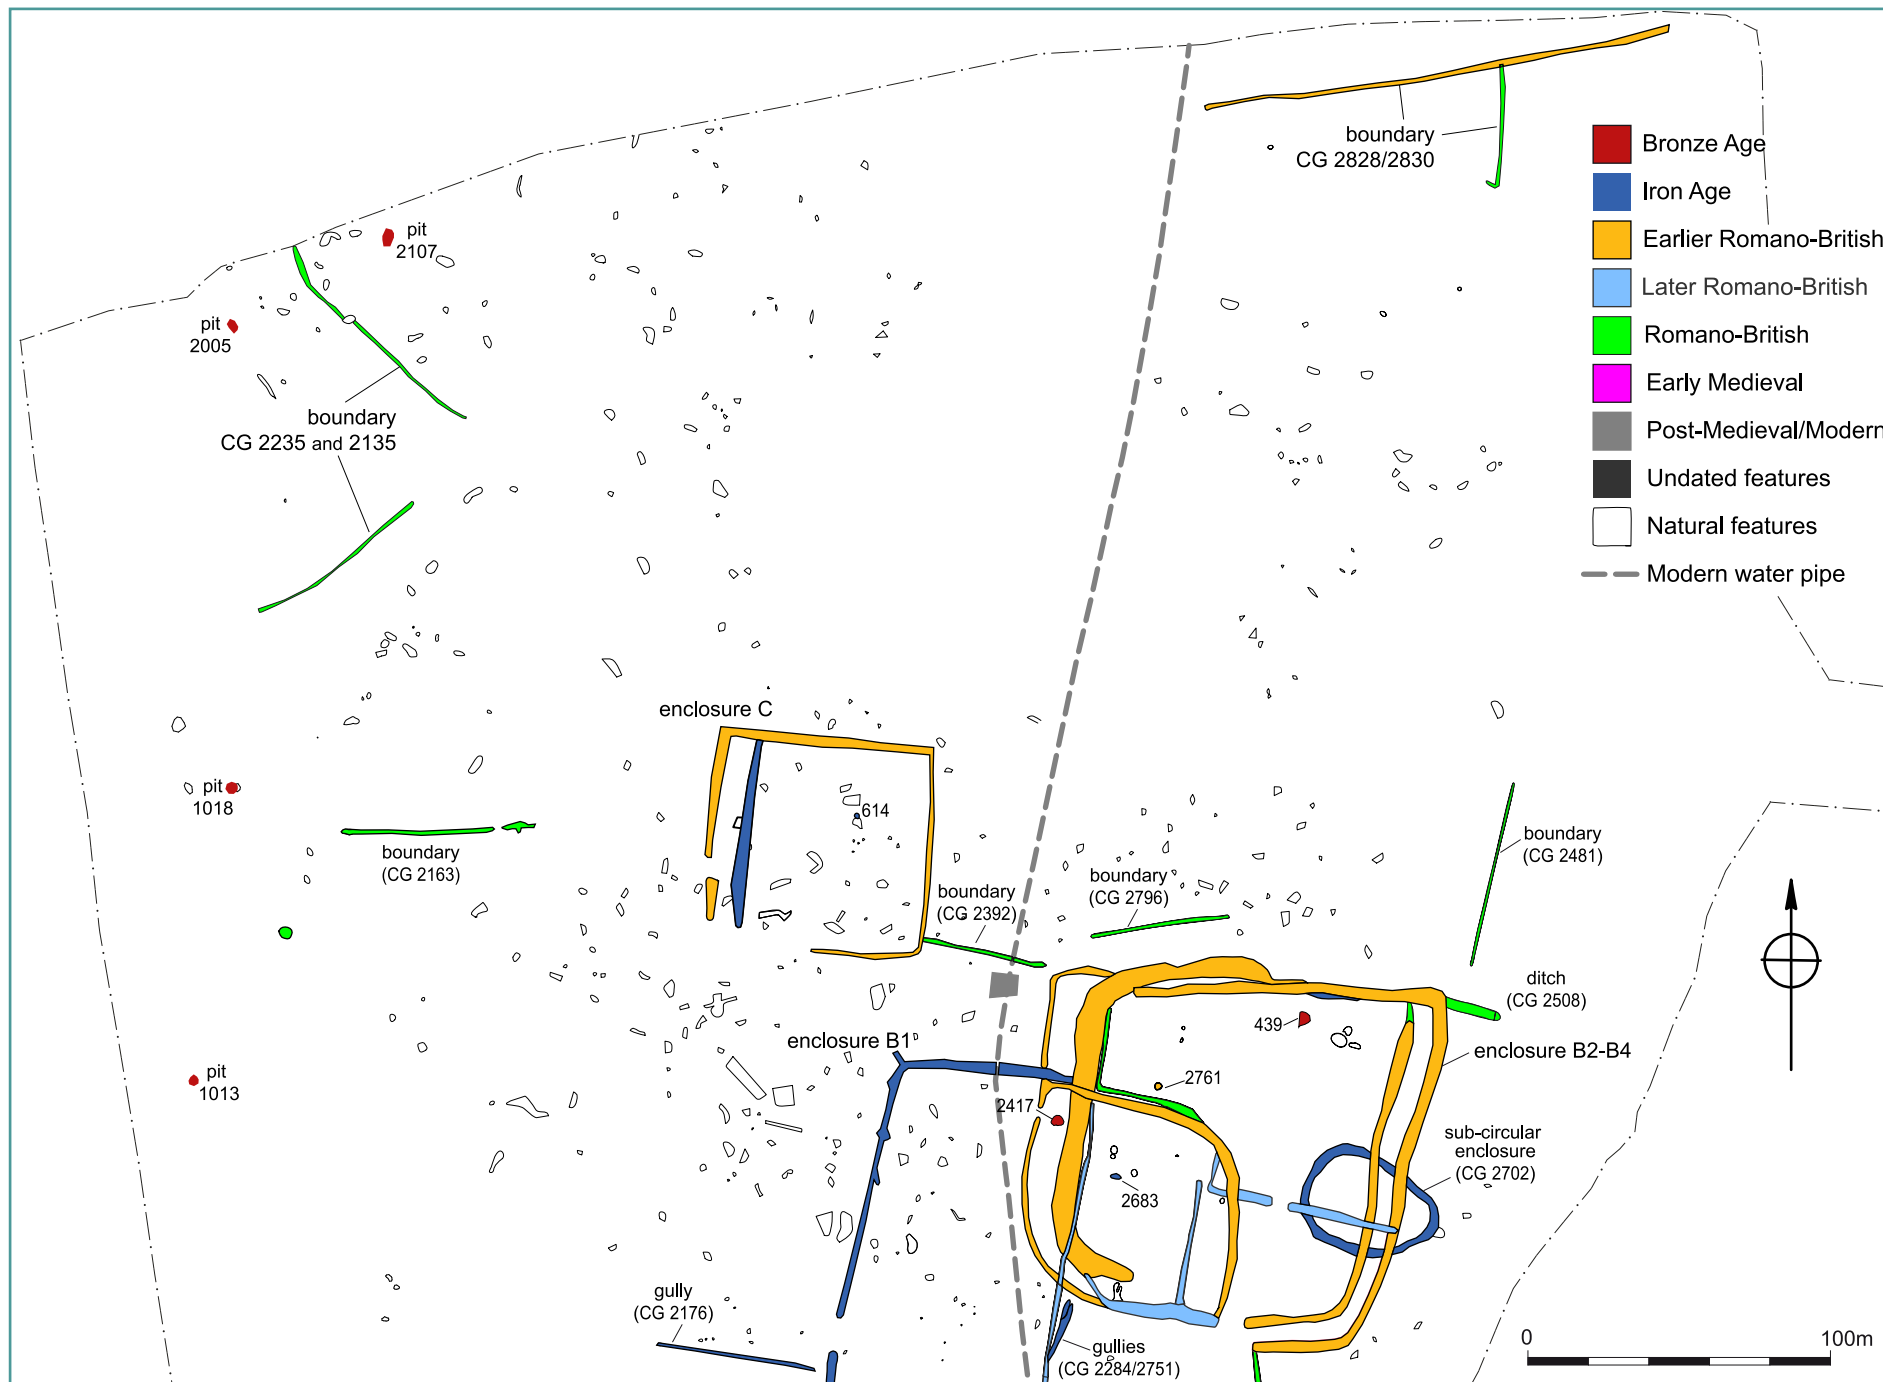 boundary
CG 2828/2830
Bronze Age
Iron Age
Earlier Romano-British
Later Romano-British
Romano-British
Early Medieval
Post-Medieval/Modern
Undated features
Natural features
Modern water pipe
pit
2107
pit
2005
boundary
CG 2235 and 2135
enclosure C
pit
1018
614
boundary
(CG 2163)
boundary
(CG 2392)
boundary
(CG 2796)
boundary
(CG 2481)
ditch
(CG 2508)
439
enclosure B1
enclosure B2-B4
pit
1013
2761
2417
sub-circular
enclosure
(CG 2702)
2683
gully
(CG 2176)
gullies
(CG 2284/2751)
0
100m